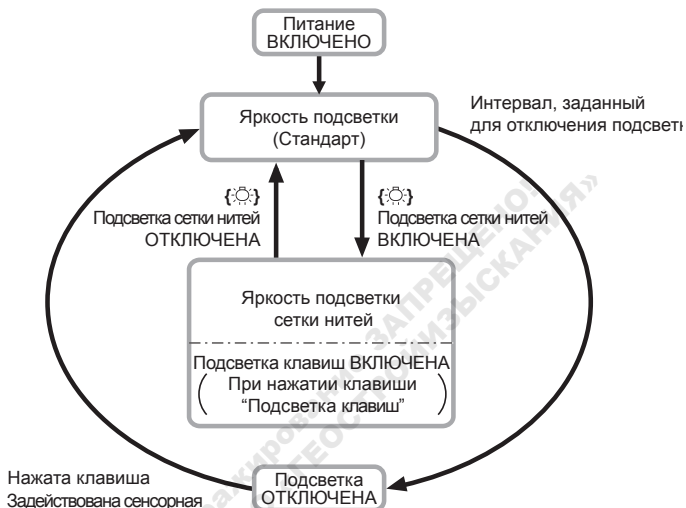 Питание
ВКЛЮЧЕНО
Яркость подсветки
(Стандарт)
Интервал, заданный
для отключения
{☼}
Подсветка сетки нитей
ОТКЛЮЧЕНА
{☼}
Подсветка сетки нитей
ВКЛЮЧЕНА
Яркость подсветки
сетки нитей
Подсветка клавиш ВКЛЮЧЕНА
( При нажатии клавиши
“Подсветка клавиш” )
Нажата клавиша
Задействована сенсорная
Подсветка
ОТКЛЮЧЕНА
ЗАПРЕЩЕНО!